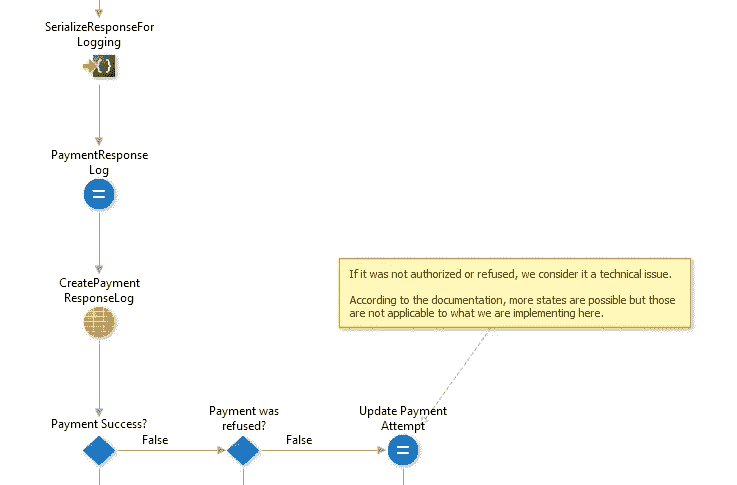 SerializeResponseFor
Logging
PaymentResponse
Log
CreatePayment
ResponseLog
If it was not authorized or refused, we consider it a technical issue.
According to the documentation, more states are possible but those
are not applicable to what we are implementing here.
Payment Success?
False
Payment was
refused?
False
Update Payment
Attempt